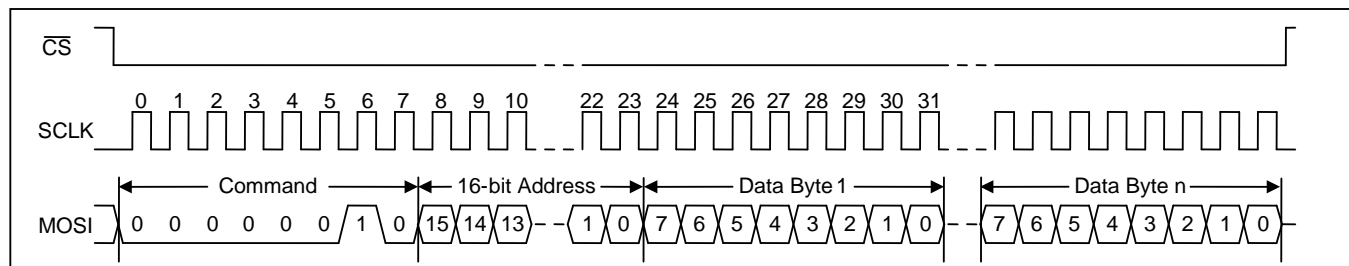 CS
0 1 2 3 4 5 6 7 8 9 10 22 23 24 25 26 27 28 29 30 31
SCLK
Command 16-bit Address Data Byte 1 Data Byte n
MOSI 0 0 0 0 0 0 1 0 15 14 13 1 0 7 6 5 4 3 2 1 0 7 6 5 4 3 2 1 0